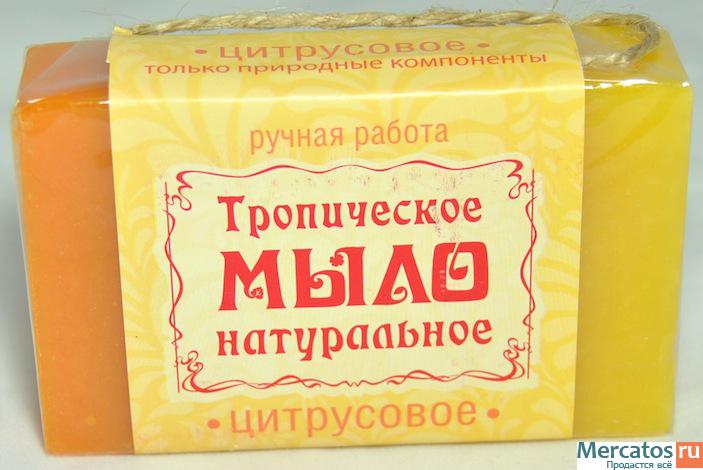 • ЦИТРУСОВОЕ •
только природные компоненты
ручная работа
Тропическое
МЫЛО
натуральное
• ЦИТРУСОВОЕ •
Mercatos.ru
Продастся всё